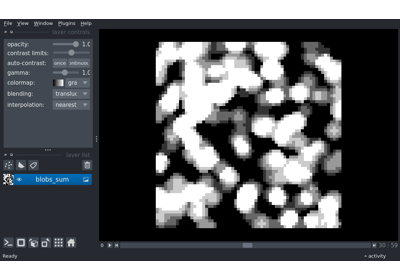 File View Window Plugins Help
layer controls
opacity: 1.0
contrast limits:
auto-contrast: once
gamma: 1.0
colormap: gra
blending: translu
interpolation: nearest
layer list
blobs_sum
0 30 59
Ready
activity